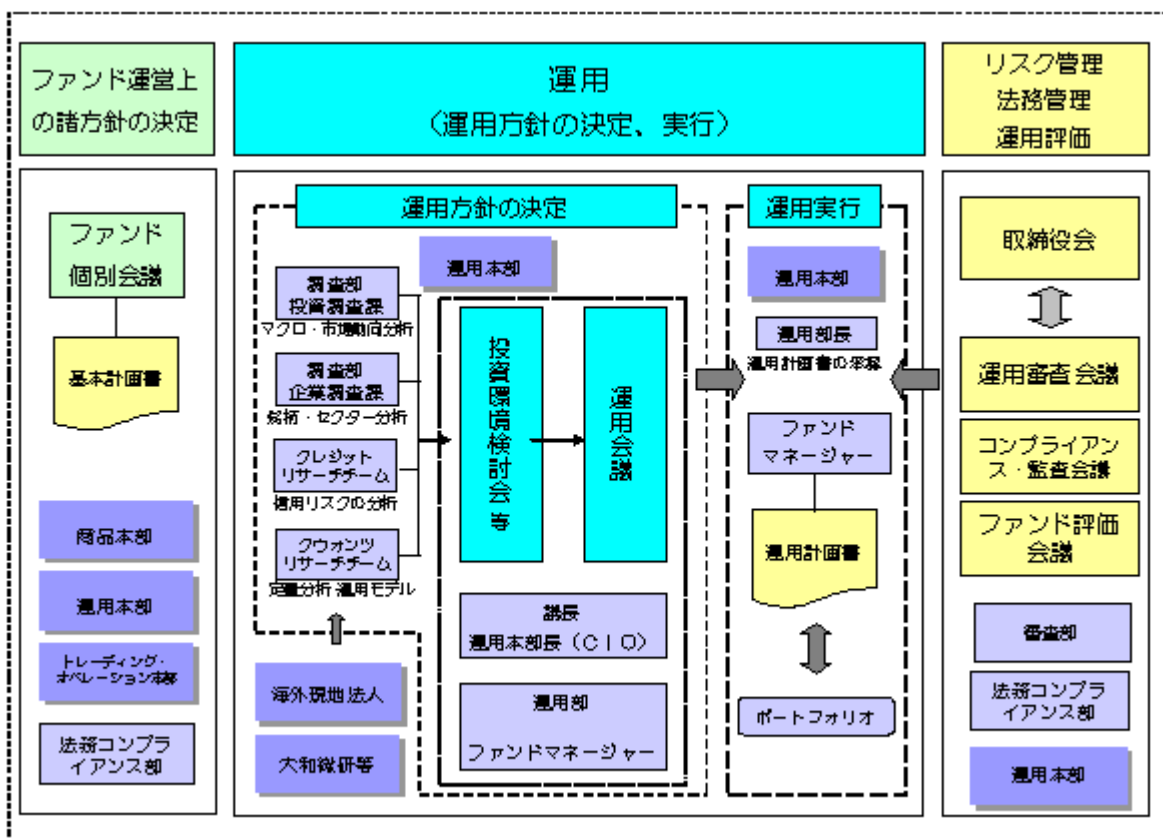 ファンド運営上
の諸方針の決定
運用
(運用方針の決定、実行)
リスク管理
法務管理
運用評価
ファンド
個別会議
基本計画書
商品本部
運用本部
トレーディング・
オペレーション本部
法務コンプラ
イアンス部
運用方針の決定
運用本部
調査部
投資調査課
マクロ・市場動向分析
調査部
企業調査課
銘柄・セクター分析
クレジット
リサーチチーム
信用リスクの分析
クウォンツ
リサーチチーム
定量分析・運用モデル
海外現地法人
大和総研等
投資環境検討会等
運用会議
議長
運用本部長(CIO)
運用部
ファンドマネージャー
運用実行
運用本部
運用部長
運用計画書の承認
ファンド
マネージャー
運用計画書
ポートフォリオ
取締役会
運用審査会議
コンプライアン
ス・監査会議
ファンド評価
会議
審査部
法務コンプラ
イアンス部
運用本部